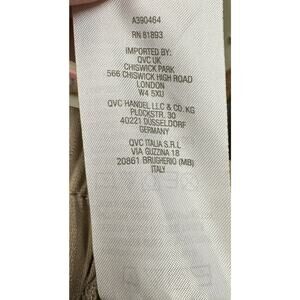 A390464
RN 81893
IMPORTED BY:
QVC UK
CHISWICK PARK
566 CHISWICK HIGH ROAD
LONDON
W4 5XU
QVC HANDEL LLC & CO. KG
PLOCKSTR. 30
40221 DÜSSELDORF
GERMANY
QVC ITALIA S.R.L
VIA GUZZINA 18
20861 BRUGHERIO (MB)
ITALY